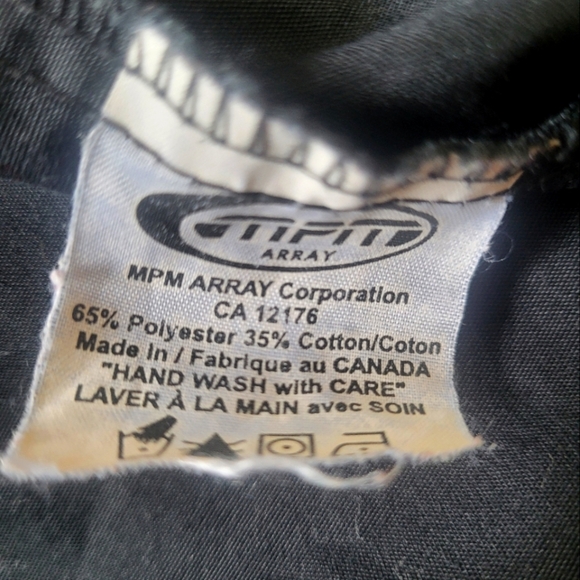 MPM
ARRAY
MPM ARRAY Corporation
CA 12176
65% Polyester 35% Cotton/Coton
Made in / Fabrique au CANADA
"HAND WASH with CARE"
LAVER À LA MAIN avec SOIN